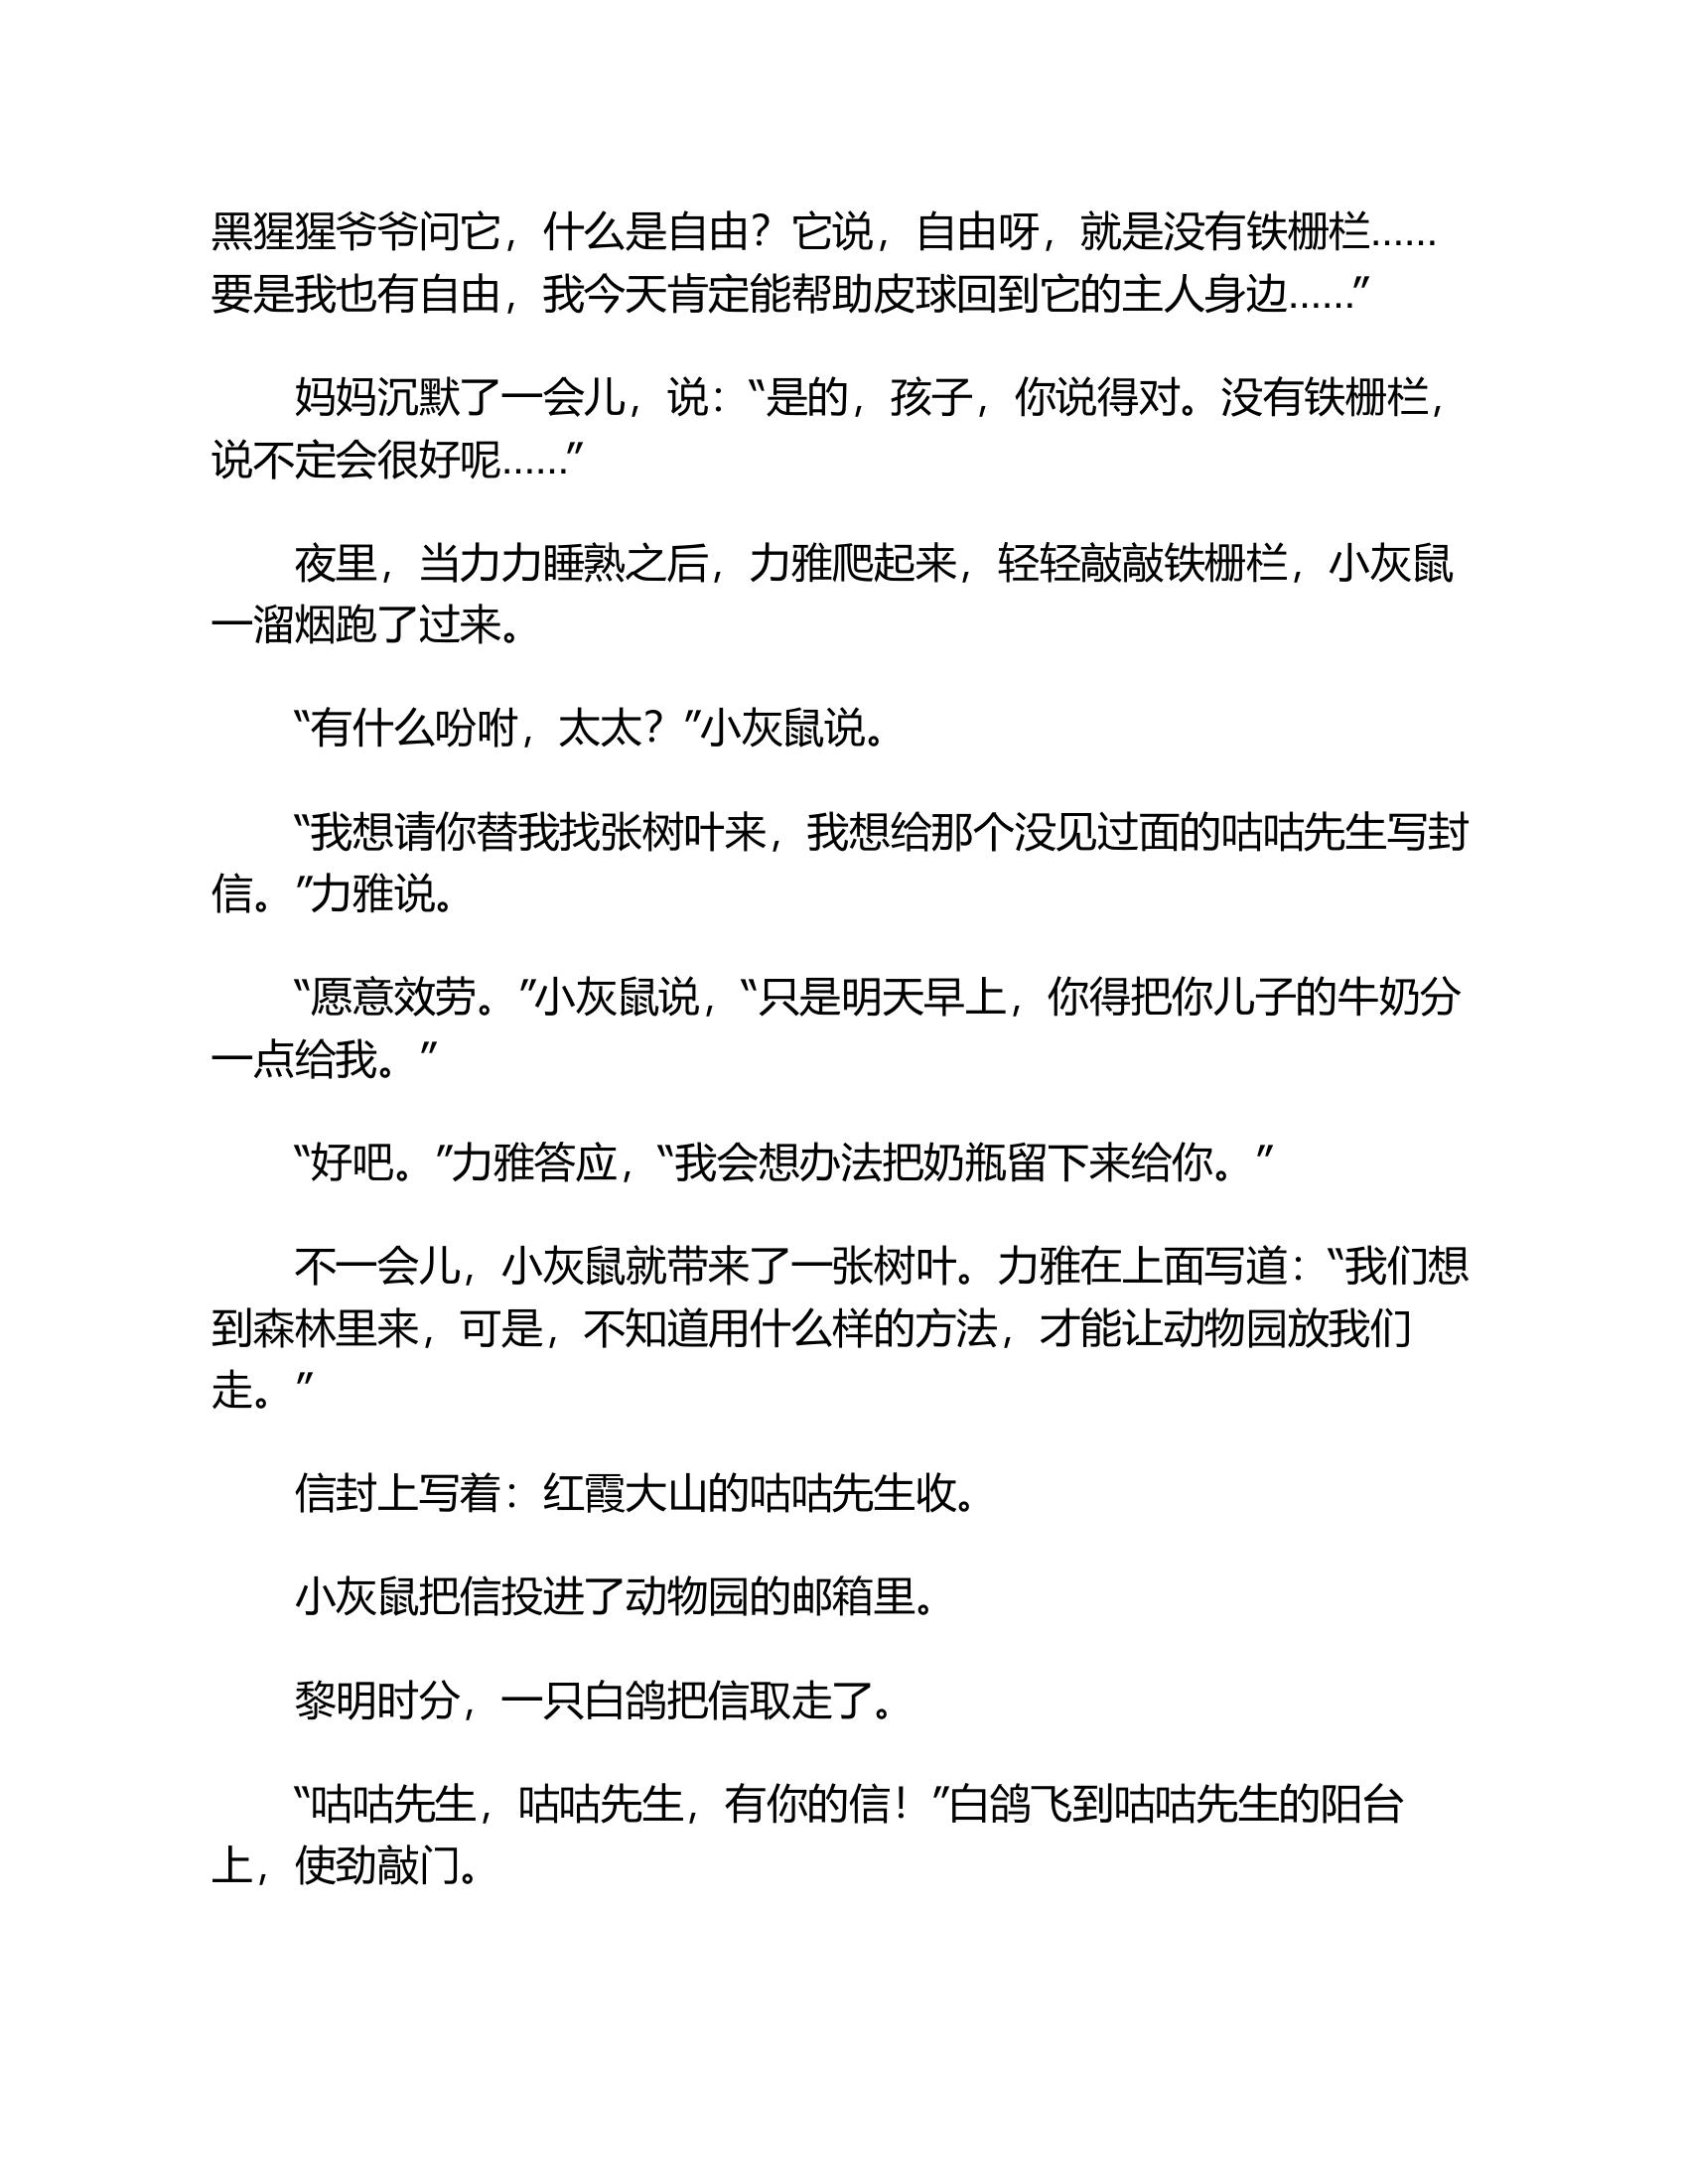 黑猩猩爷爷问它，什么是自由？它说，自由呀，就是没有铁栅栏……
要是我也有自由，我今天肯定能帮助皮球回到它的主人身边……”
妈妈沉默了一会儿，说：“是的，孩子，你说得对。没有铁栅栏，
说不定会很好呢……”
夜里，当力力睡熟之后，力雅爬起来，轻轻敲敲铁栅栏，小灰鼠
一溜烟跑了过来。
“有什么吩咐，太太？”小灰鼠说。
“我想请你替我找张树叶来，我想给那个没见过面的咕咕先生写封
信。”力雅说。
“愿意效劳。”小灰鼠说，“只是明天早上，你得把你儿子的牛奶分
一点给我。”
“好吧。”力雅答应，“我会想办法把奶瓶留下来给你。”
不一会儿，小灰鼠就带来了一张树叶。力雅在上面写道：“我们想
到森林里来，可是，不知道用什么样的方法，才能让动物园放我们
走。”
信封上写着：红霞大山的咕咕先生收。
小灰鼠把信投进了动物园的邮箱里。
黎明时分，一只白鸽把信取走了。
“咕咕先生，咕咕先生，有你的信！”白鸽飞到咕咕先生的阳台
上，使劲敲门。